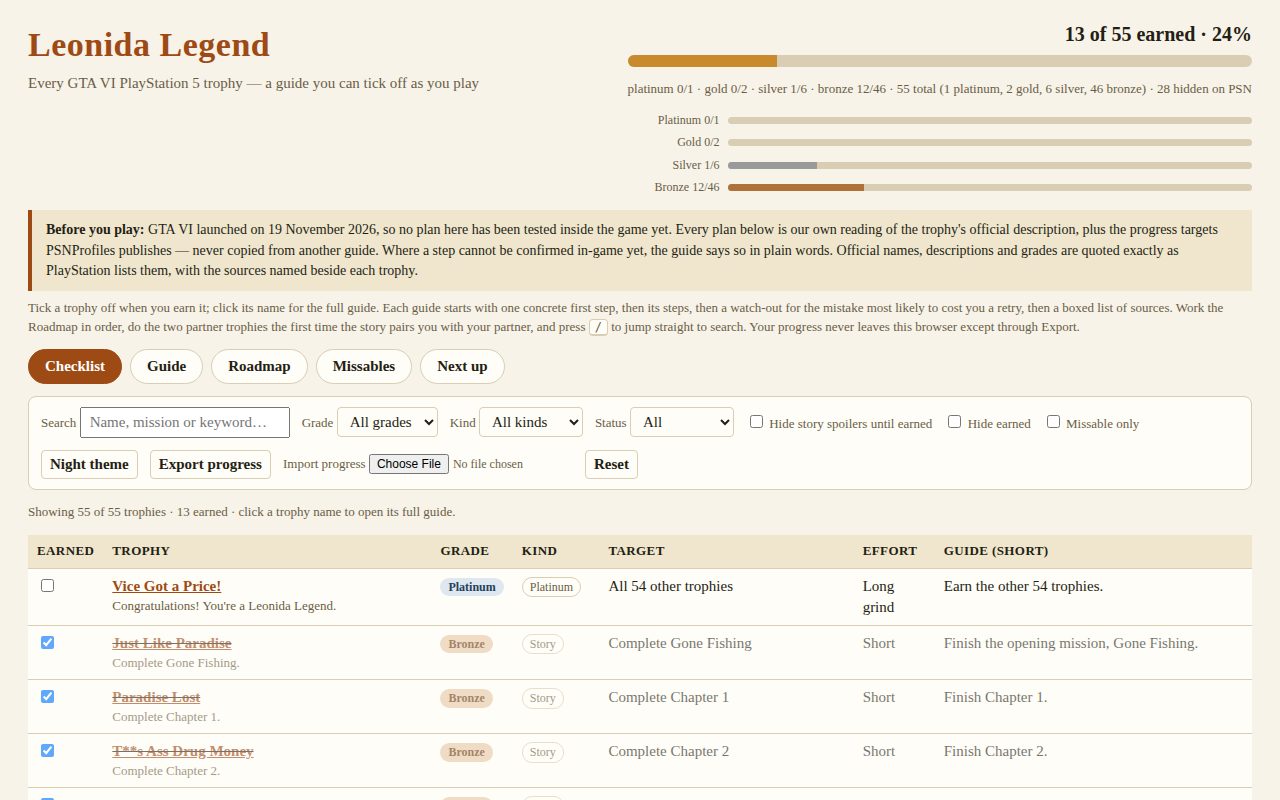 Leonida Legend
Every GTA VI PlayStation 5 trophy — a guide you can tick off as you play
13 of 55 earned · 24%
platinum 0/1 · gold 0/2 · silver 1/6 · bronze 12/46 · 55 total (1 platinum, 2 gold, 6 silver, 46 bronze) · 28 hidden on PSN
Platinum 0/1
Gold 0/2
Silver 1/6
Bronze 12/46
Before you play: GTA VI launched on 19 November 2026, so no plan here has been tested inside the game yet. Every plan below is our own reading of the trophy's official description, plus the progress targets
PSNProfiles publishes — never copied from another guide. Where a step cannot be confirmed in-game yet, the guide says so in plain words. Official names, descriptions and grades are quoted exactly as
PlayStation lists them, with the sources named beside each trophy.
Tick a trophy off when you earn it; click its name for the full guide. Each guide starts with one concrete first step, then its steps, then a watch-out for the mistake most likely to cost you a retry, then a boxed list of sources. Work the
Roadmap in order, do the two partner trophies the first time the story pairs you with your partner, and press / to jump straight to search. Your progress never leaves this browser except through Export.
Checklist Guide Roadmap Missables Next up
Search Name, mission or keyword… Grade All grades Kind All kinds Status All Hide story spoilers until earned Hide earned Missable only
Night theme Export progress Import progress Choose File No file chosen Reset
Showing 55 of 55 trophies · 13 earned · click a trophy name to open its full guide.
EARNED TROPHY GRADE KIND TARGET EFFORT GUIDE (SHORT)
Vice Got a Price! Platinum Platinum All 54 other trophies Long grind Earn the other 54 trophies.
Congratulations! You're a Leonida Legend.
Just Like Paradise Bronze Story Complete Gone Fishing Short Finish the opening mission, Gone Fishing.
Complete Gone Fishing.
Paradise Lost Bronze Story Complete Chapter 1 Short Finish Chapter 1.
Complete Chapter 1.
T**s Ass Drug Money Bronze Story Complete Chapter 2 Short Finish Chapter 2.
Complete Chapter 2.